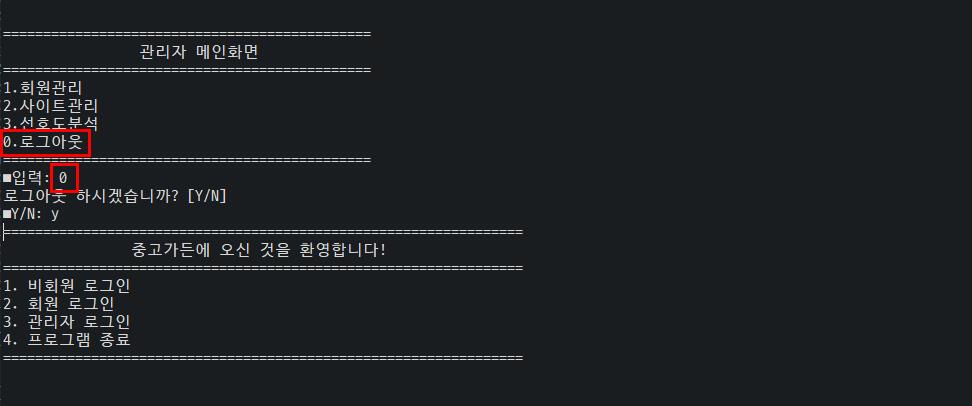 ==============================================
관리자 메인화면
==============================================
1.회원관리
2.사이트관리
3.선호도분석
0.로그아웃
==============================================
■입력: 0
로그아웃 하시겠습니까? [Y/N]
■Y/N: y
=================================================================
중고가든에 오신 것을 환영합니다!
=================================================================
1. 비회원 로그인
2. 회원 로그인
3. 관리자 로그인
4. 프로그램 종료
=================================================================